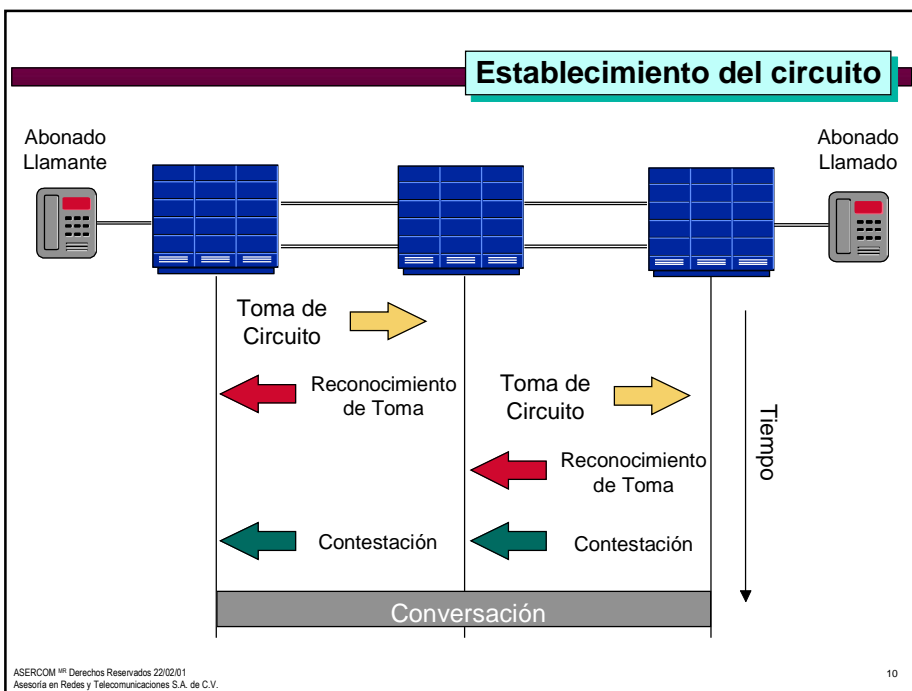 Establecimiento del circuito
Abonado
Llamante
Abonado
Llamado
Toma de
Circuito
Reconocimiento
de Toma
Toma de
Circuito
Reconocimiento
de Toma
Contestación
Contestación
Tiempo
Conversación
ASERCOM MR Derechos Reservados 22/02/01
Asesoría en Redes y Telecomunicaciones S.A. de C.V.
10